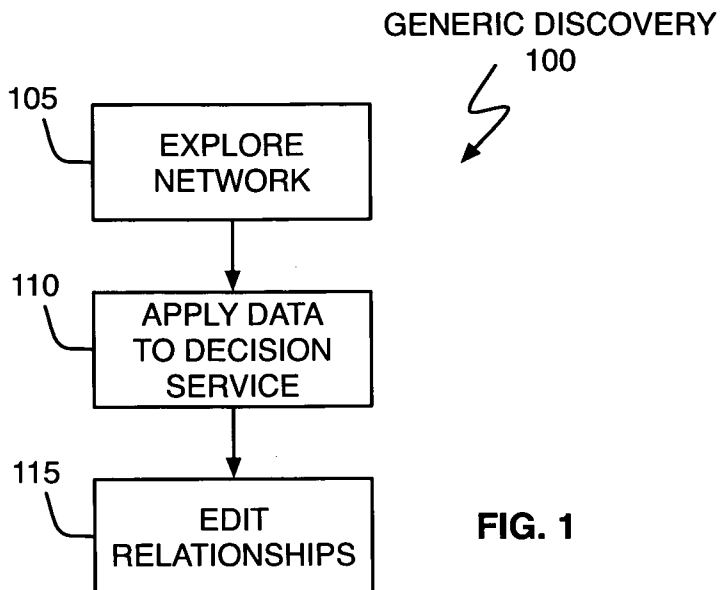 GENERIC DISCOVERY
100
105
EXPLORE
NETWORK
110
APPLY DATA
TO DECISION
SERVICE
115
EDIT
RELATIONSHIPS
FIG. 1